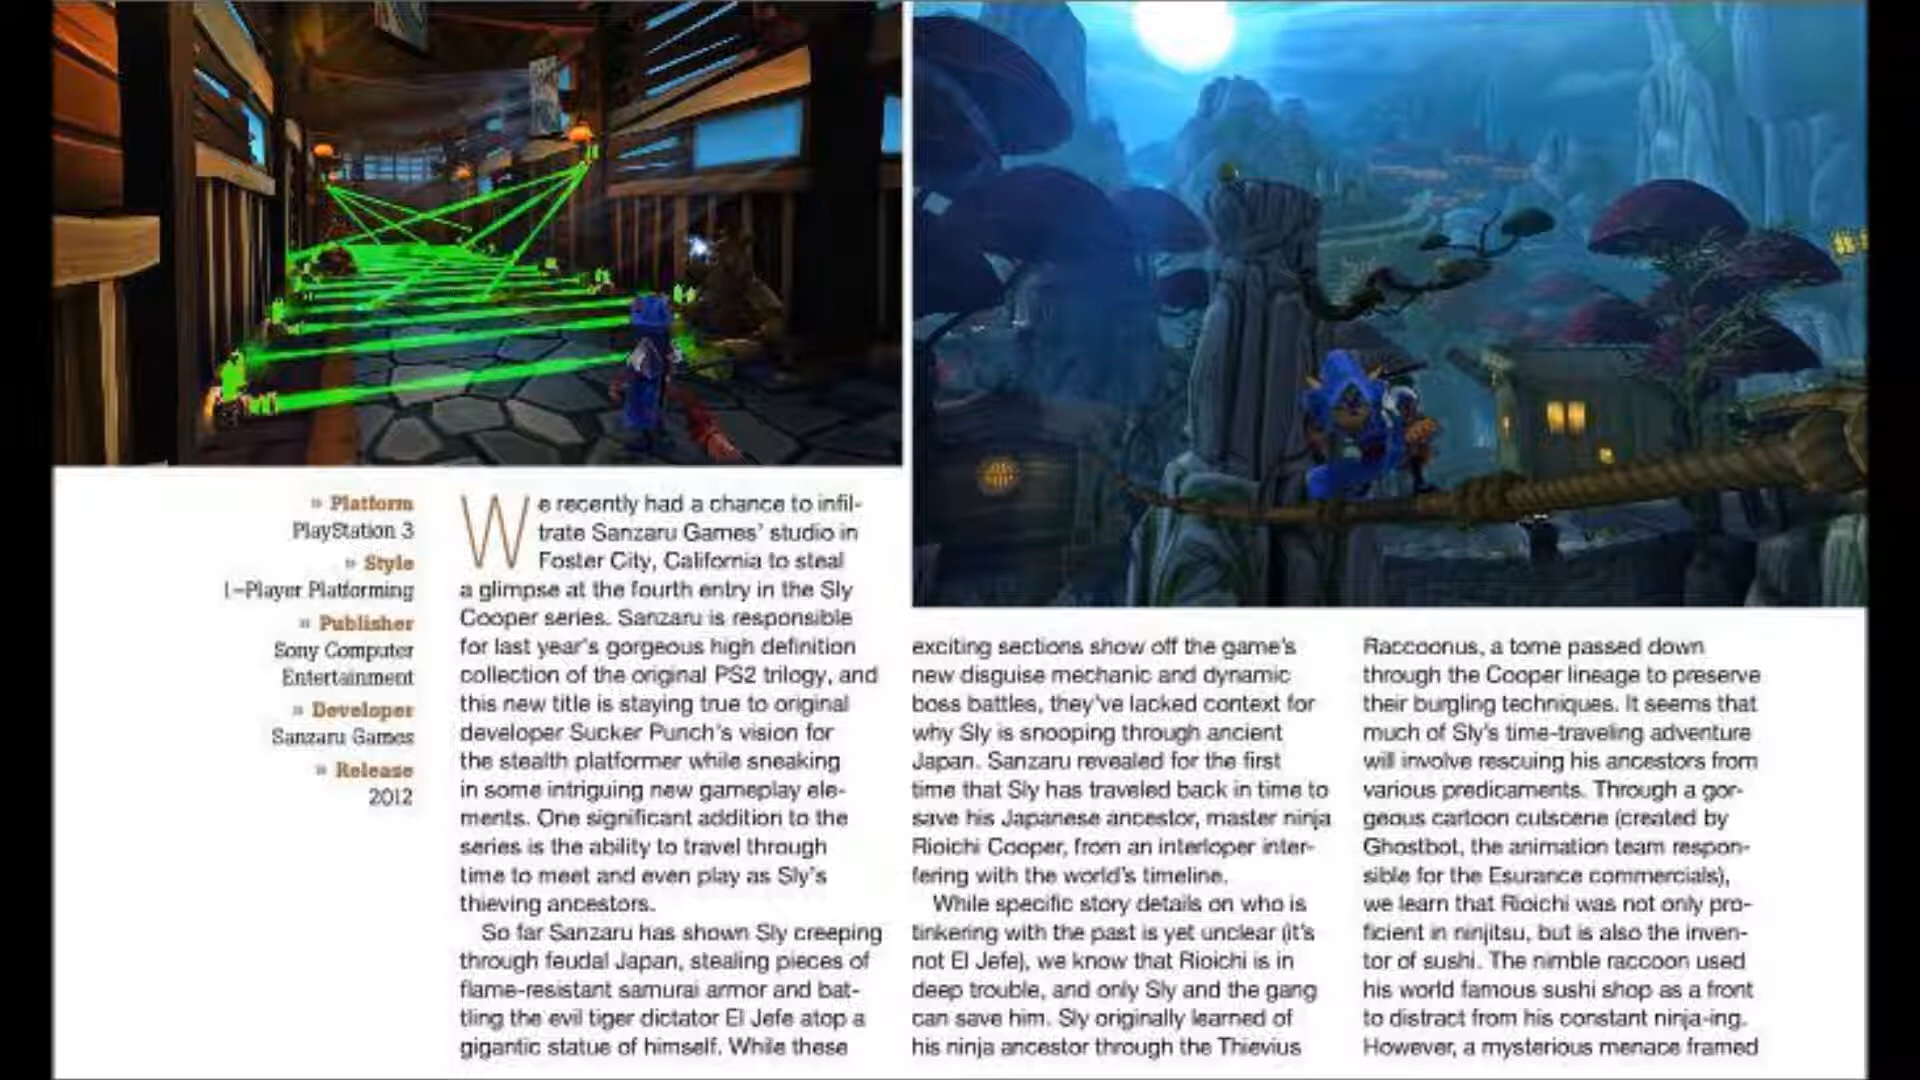 » Platform
PlayStation 3
» Style
1-Player Platforming
» Publisher
Sony Computer
Entertainment
» Developer
Sanzaru Games
» Release
2012
We recently had a chance to infil-
trate Sanzaru Games' studio in
Foster City, California to steal
a glimpse at the fourth entry in the Sly
Cooper series. Sanzaru is responsible
for last year's gorgeous high definition
collection of the original PS2 trilogy, and
this new title is staying true to original
developer Sucker Punch's vision for
the stealth platformer while sneaking
in some intriguing new gameplay ele-
ments. One significant addition to the
series is the ability to travel through
time to meet and even play as Sly's
thieving ancestors.
So far Sanzaru has shown Sly creeping
through feudal Japan, stealing pieces of
flame-resistant samurai armor and bat-
tling the evil tiger dictator El Jefe atop a
gigantic statue of himself. While these
exciting sections show off the game's
new disguise mechanic and dynamic
boss battles, they've lacked context for
why Sly is snooping through ancient
Japan. Sanzaru revealed for the first
time that Sly has traveled back in time to
save his Japanese ancestor, master ninja
Rioichi Cooper, from an interloper inter-
fering with the world's timeline.
While specific story details on who is
tinkering with the past is yet unclear (it's
not El Jefe), we know that Rioichi is in
deep trouble, and only Sly and the gang
can save him. Sly originally learned of
his ninja ancestor through the Thievius
Raccoonus, a tome passed down
through the Cooper lineage to preserve
their burgling techniques. It seems that
much of Sly's time-traveling adventure
will involve rescuing his ancestors from
various predicaments. Through a gor-
geous cartoon cutscene (created by
Ghostbot, the animation team respon-
sible for the Esurance commercials),
we learn that Rioichi was not only pro-
ficient in ninjitsu, but is also the inven-
tor of sushi. The nimble raccoon used
his world famous sushi shop as a front
to distract from his constant ninja-ing.
However, a mysterious menace framed